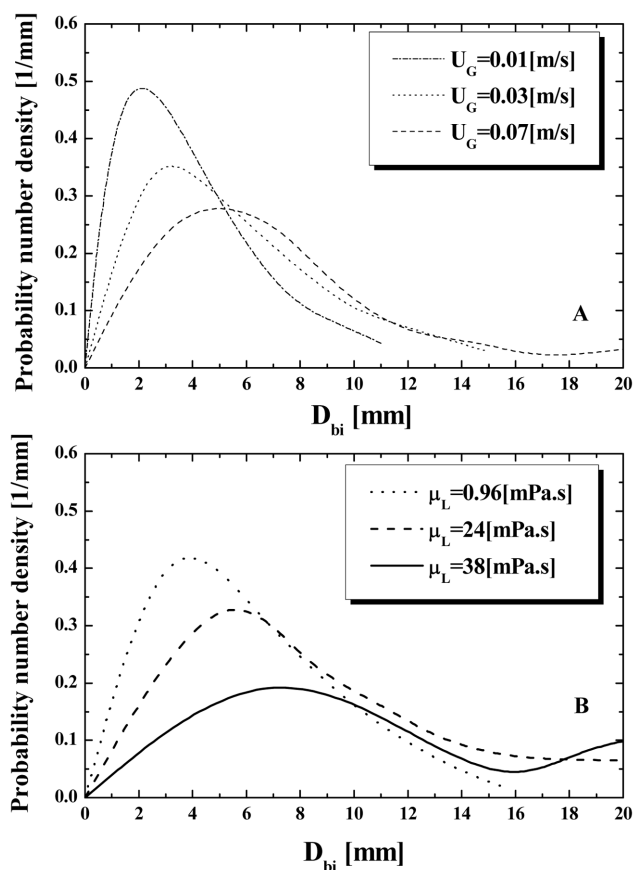 Probability number density [1/mm]
0.6
0.5
0.4
0.3
0.2
0.1
0.0
U_G=0.01[m/s]
U_G=0.03[m/s]
U_G=0.07[m/s]
A
0 2 4 6 8 10 12 14 16 18 20
D_bi [mm]
Probability number density [1/mm]
0.6
0.5
0.4
0.3
0.2
0.1
0.0
μ_L=0.96[mPa.s]
μ_L=24[mPa.s]
μ_L=38[mPa.s]
B
0 2 4 6 8 10 12 14 16 18 20
D_bi [mm]